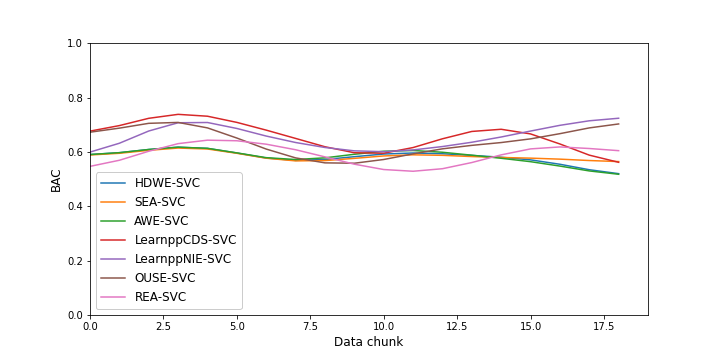 1.0
0.8
0.6
0.4
0.2
0.0
BAC
HDWE-SVC
SEA-SVC
AWE-SVC
LearnppCDS-SVC
LearnppNIE-SVC
OUSE-SVC
REA-SVC
0.0 2.5 5.0 7.5 10.0 12.5 15.0 17.5
Data chunk